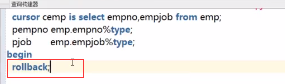 cursor cemp is select empno,empjob from emp;
pempno emp.empno%type;
pjob emp.empjob%type;
begin
rollback;